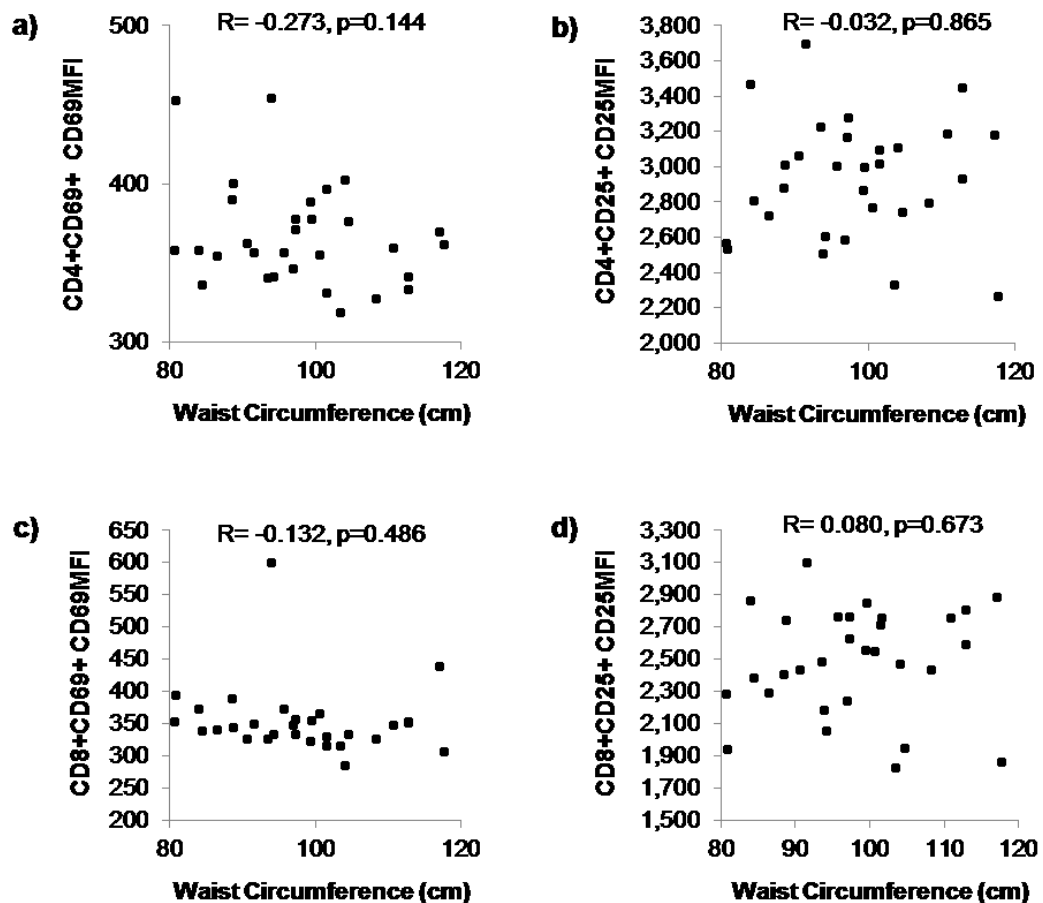 a)
R= -0.273, p=0.144
CD4+CD69+ CD69MFI
500
400
300
80 100 120
Waist Circumference (cm)
b)
R= -0.032, p=0.865
CD4+CD25+ CD25MFI
3,800
3,600
3,400
3,200
3,000
2,800
2,600
2,400
2,200
2,000
80 100 120
Waist Circumference (cm)
c)
R= -0.132, p=0.486
CD8+CD69+ CD69MFI
650
600
550
500
450
400
350
300
250
200
80 100 120
Waist Circumference (cm)
d)
R= 0.080, p=0.673
CD8+CD25+ CD25MFI
3,300
3,100
2,900
2,700
2,500
2,300
2,100
1,900
1,700
1,500
80 90 100 110 120
Waist Circumference (cm)